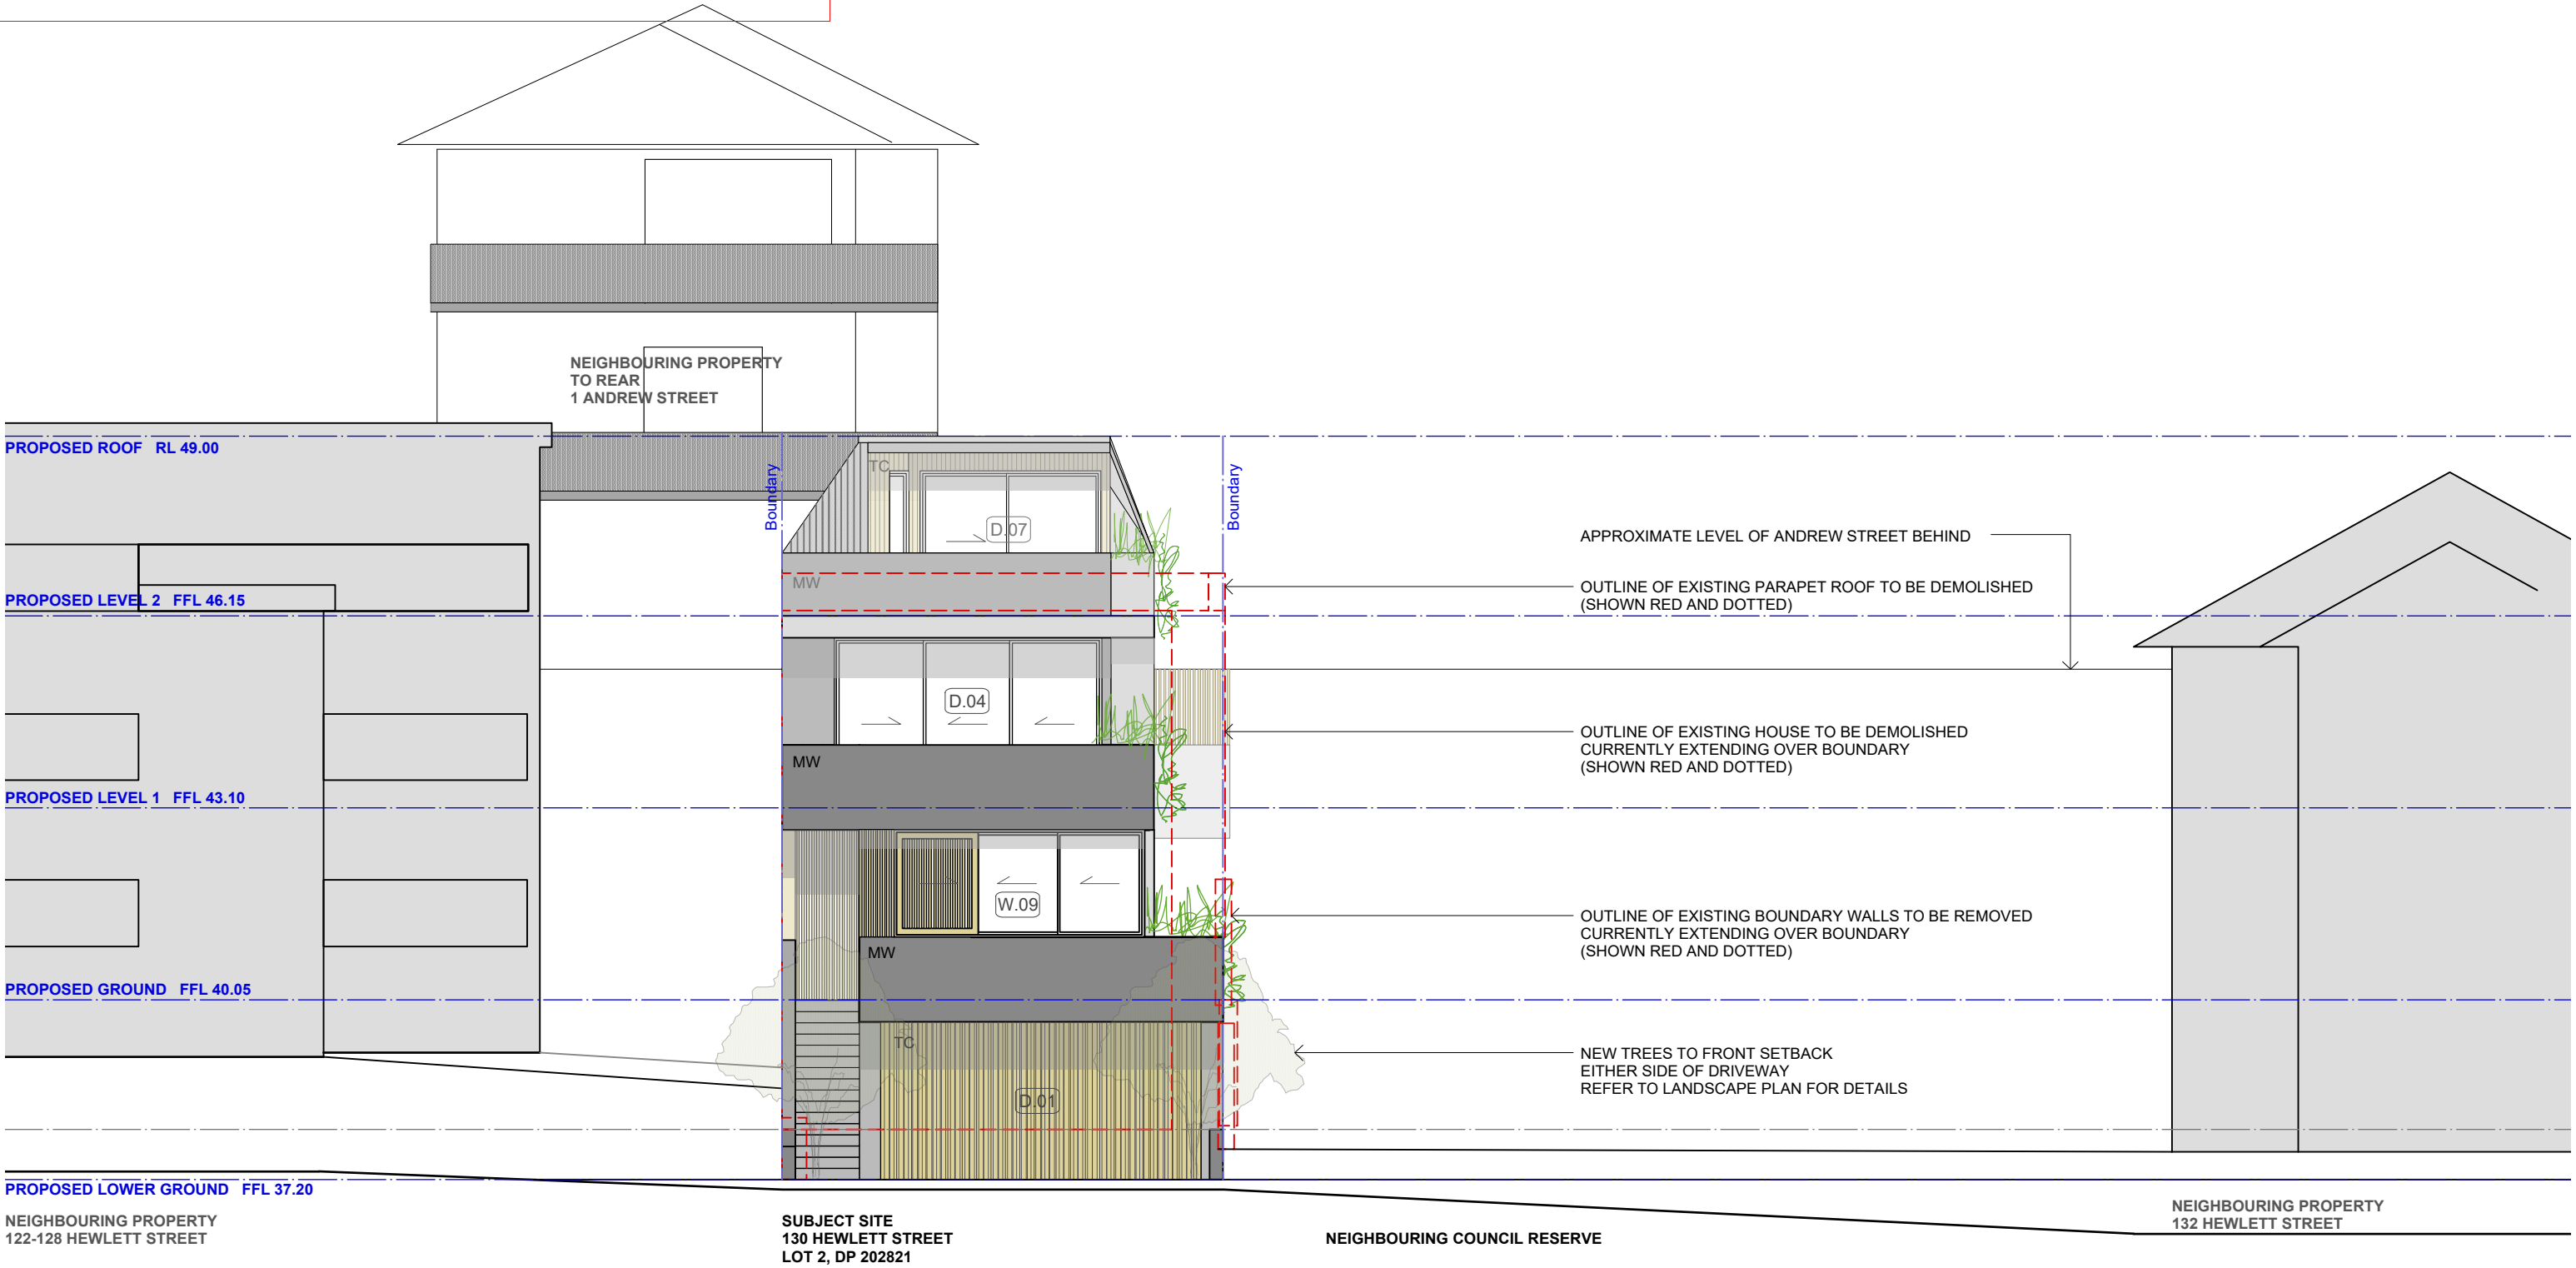 NEIGHBOURING PROPERTY
TO REAR
1 ANDREW STREET
PROPOSED ROOF RL 49.00
Boundary
Boundary
TC
D.07
APPROXIMATE LEVEL OF ANDREW STREET BEHIND
MW
OUTLINE OF EXISTING PARAPET ROOF TO BE DEMOLISHED
(SHOWN RED AND DOTTED)
PROPOSED LEVEL 2 FFL 46.15
D.04
OUTLINE OF EXISTING HOUSE TO BE DEMOLISHED
CURRENTLY EXTENDING OVER BOUNDARY
(SHOWN RED AND DOTTED)
MW
PROPOSED LEVEL 1 FFL 43.10
W.09
OUTLINE OF EXISTING BOUNDARY WALLS TO BE REMOVED
CURRENTLY EXTENDING OVER BOUNDARY
(SHOWN RED AND DOTTED)
MW
PROPOSED GROUND FFL 40.05
TC
NEW TREES TO FRONT SETBACK
EITHER SIDE OF DRIVEWAY
REFER TO LANDSCAPE PLAN FOR DETAILS
D.01
PROPOSED LOWER GROUND FFL 37.20
NEIGHBOURING PROPERTY
122-128 HEWLETT STREET
SUBJECT SITE
130 HEWLETT STREET
LOT 2, DP 202821
NEIGHBOURING COUNCIL RESERVE
NEIGHBOURING PROPERTY
132 HEWLETT STREET